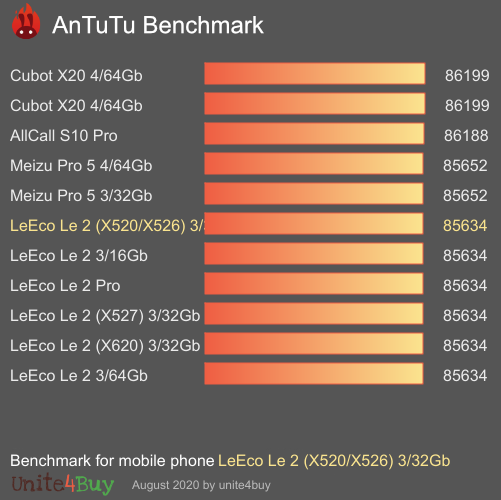 AnTuTu Benchmark
Cubot X20 4/64Gb 86199
Cubot X20 4/64Gb 86199
AllCall S10 Pro 86188
Meizu Pro 5 4/64Gb 85652
Meizu Pro 5 3/32Gb 85652
LeEco Le 2 (X520/X526) 3/ 85634
LeEco Le 2 3/16Gb 85634
LeEco Le 2 Pro 85634
LeEco Le 2 (X527) 3/32Gb 85634
LeEco Le 2 (X620) 3/32Gb 85634
LeEco Le 2 3/64Gb 85634
Benchmark for mobile phone LeEco Le 2 (X520/X526) 3/32Gb
Unite4Buy August 2020 by unite4buy